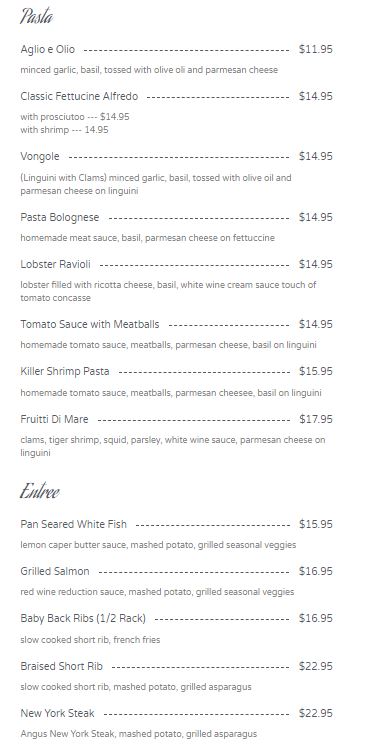 Pasta
Aglio e Olio $11.95
minced garlic, basil, tossed with olive oli and parmesan cheese
Classic Fettucine Alfredo $14.95
with prosciutoo --- $14.95
with shrimp --- 14.95
Vongole $14.95
(Linguini with Clams) minced garlic, basil, tossed with olive oil and
parmesan cheese on linguini
Pasta Bolognese $14.95
homemade meat sauce, basil, parmesan cheese on fettuccine
Lobster Ravioli $14.95
lobster filled with ricotta cheese, basil, white wine cream sauce touch of
tomato concasse
Tomato Sauce with Meatballs $14.95
homemade tomato sauce, meatballs, parmesan cheese, basil on linguini
Killer Shrimp Pasta $15.95
homemade tomato sauce, meatballs, parmesan cheesee, basil on linguini
Fruitti Di Mare $17.95
clams, tiger shrimp, squid, parsley, white wine sauce, parmesan cheese on
linguini
Entree
Pan Seared White Fish $15.95
lemon caper butter sauce, mashed potato, grilled seasonal veggies
Grilled Salmon $16.95
red wine reduction sauce, mashed potato, grilled seasonal veggies
Baby Back Ribs (1/2 Rack) $16.95
slow cooked short rib, french fries
Braised Short Rib $22.95
slow cooked short rib, mashed potato, grilled asparagus
New York Steak $22.95
Angus New York Steak, mashed potato, grilled asparagus